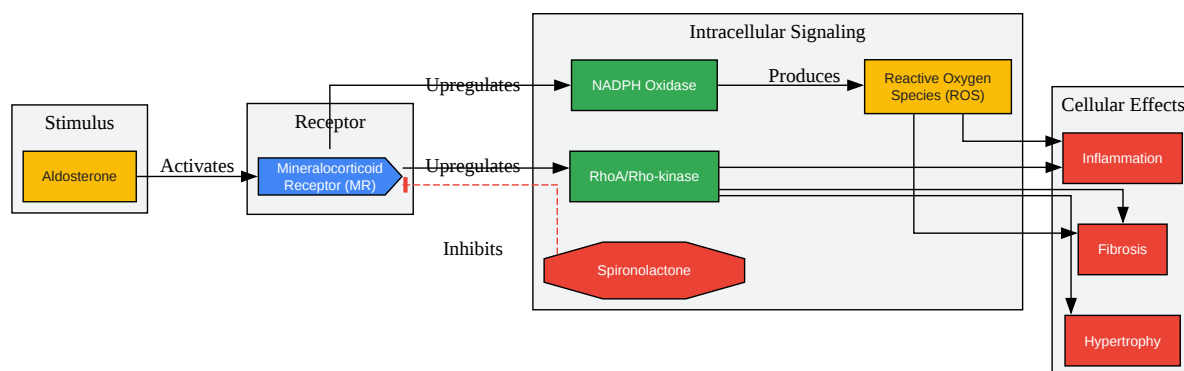 Stimulus
Aldosterone
Activates
Receptor
Mineralocorticoid
Receptor (MR)
Upregulates
Upregulates
Inhibits
Intracellular Signaling
NADPH Oxidase
Produces
Reactive Oxygen
Species (ROS)
RhoA/Rho-kinase
Spironolactone
Cellular Effects
Inflammation
Fibrosis
Hypertrophy